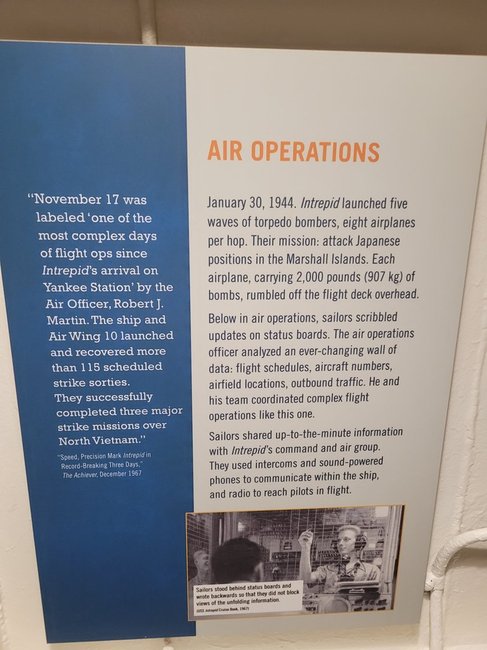 AIR OPERATIONS
"November 17 was
labeled 'one of the
most complex days
of flight ops since
Intrepid's arrival on
Yankee Station' by the
Air Officer, Robert J.
Martin. The ship and
Air Wing 10 launched
and recovered more
than 115 scheduled
strike sorties.
They successfully
completed three major
strike missions over
North Vietnam."
"Speed, Precision Mark Intrepid in
Record-Breaking Three Days,"
The Achiever, December 1967
January 30, 1944. Intrepid launched five
waves of torpedo bombers, eight airplanes
per hop. Their mission: attack Japanese
positions in the Marshall Islands. Each
airplane, carrying 2,000 pounds (907 kg) of
bombs, rumbled off the flight deck overhead.
Below in air operations, sailors scribbled
updates on status boards. The air operations
officer analyzed an ever-changing wall of
data: flight schedules, aircraft numbers,
airfield locations, outbound traffic. He and
his team coordinated complex flight
operations like this one.
Sailors shared up-to-the-minute information
with Intrepid's command and air group.
They used intercoms and sound-powered
phones to communicate within the ship,
and radio to reach pilots in flight.
Sailors stood behind status boards and
wrote backwards so that they did not block
views of the unfolding information.
(USS Intrepid Cruise Book, 1967)